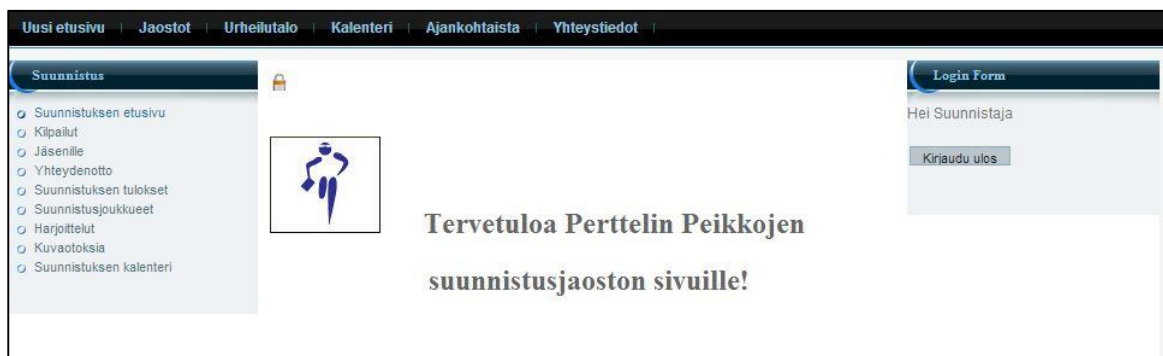 Uusi etusivu | Jaostot | Urheilutalo | Kalenteri | Ajankohtaista | Yhteystiedot |
Suunnistus
Suunnistuksen etusivu
Kilpailut
Jäsenille
Yhteydenotto
Suunnistuksen tulokset
Suunnistusjoukkueet
Harjoittelut
Kuvaotoksia
Suunnistuksen kalenteri
Tervetuloa Perttelin Peikkojen
suunnistusjaoston sivuille!
Login Form
Hei Suunnistaja
Kirjaudu ulos